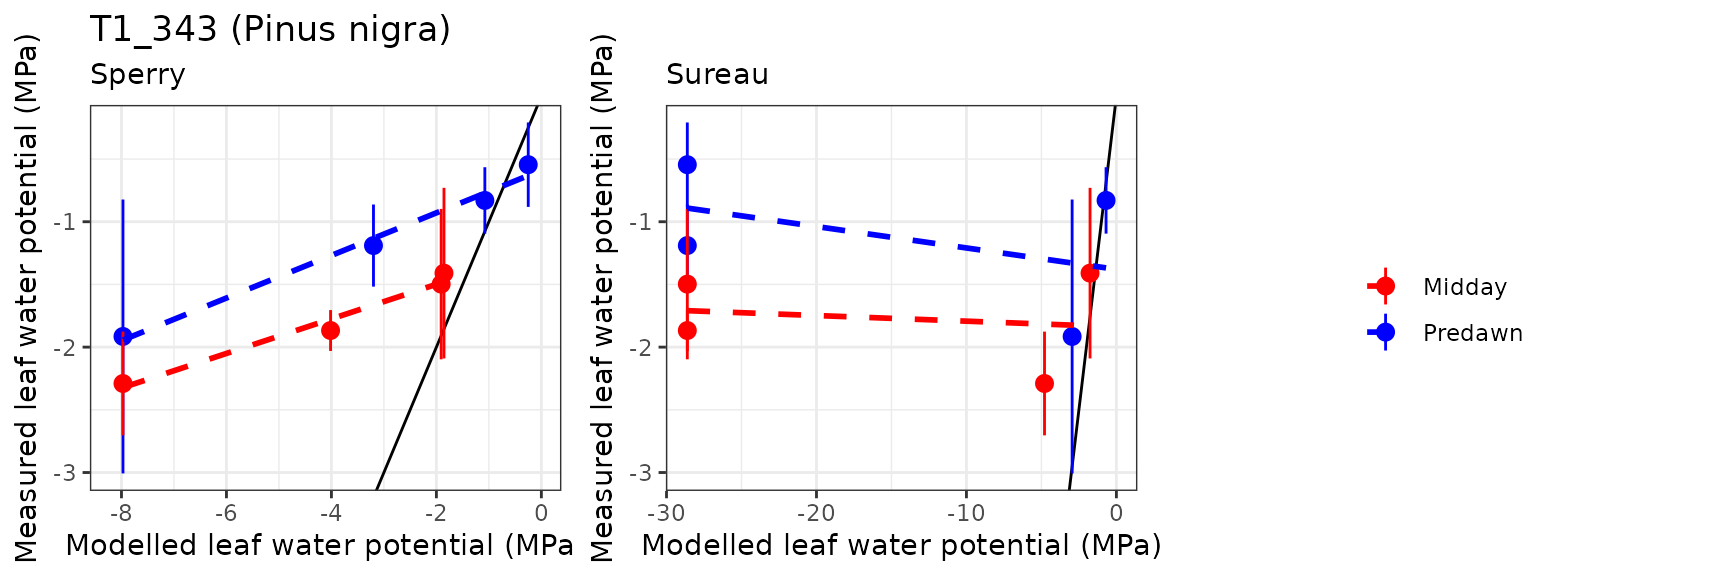 T1_343 (Pinus nigra)
Sperry
Measured leaf water potential (MPa)
-1
-2
-3
-8 -6 -4 -2 0
Modelled leaf water potential (MPa
Sureau
Measured leaf water potential (MPa)
-1
-2
-3
-30 -20 -10 0
Modelled leaf water potential (MPa)
Midday
Predawn